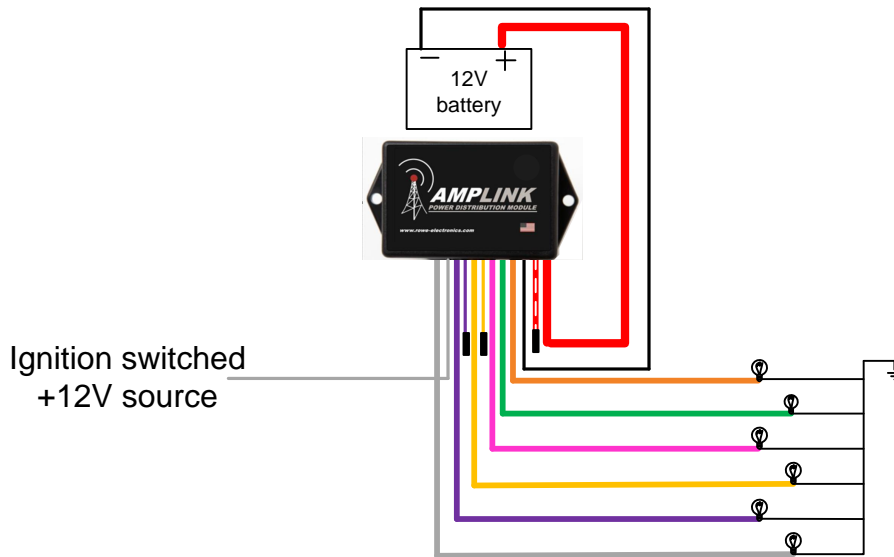 12V
battery
AMPLINK
POWER DISTRIBUTION MODULE
www.rowe-electronics.com
Ignition switched
+12V source